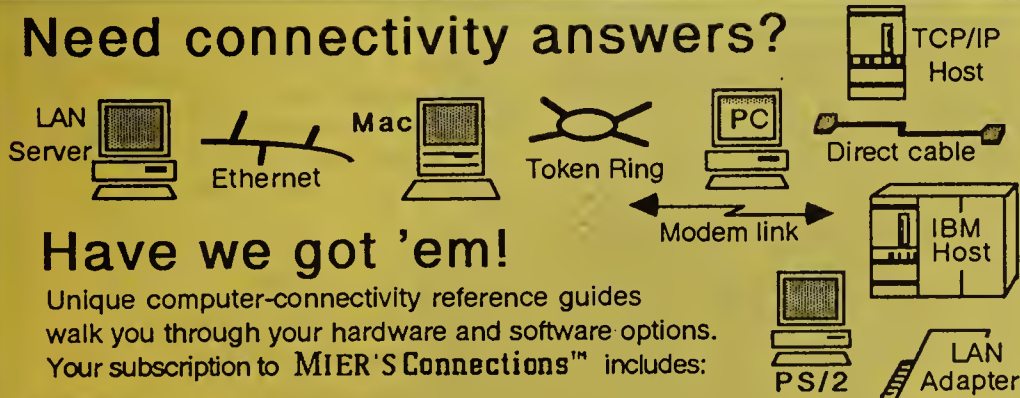 Need connectivity answers?
TCP/IP
Host
LAN
Server
Ethernet
Mac
Token Ring
PC
Direct cable
Modem link
IBM
Host
Have we got 'em!
Unique computer-connectivity reference guides
walk you through your hardware and software options.
Your subscription to MIER'S Connections™ includes:
PS/2
LAN
Adapter